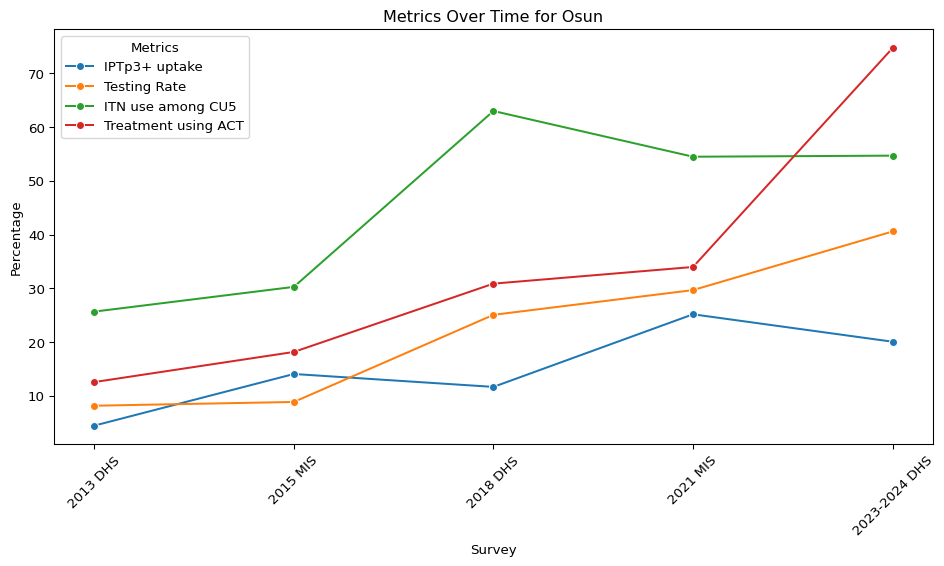 Metrics Over Time for Osun
Metrics
IPTp3+ uptake
Testing Rate
ITN use among CU5
Treatment using ACT
Percentage
70
60
50
40
30
20
10
2013 DHS
2015 MIS
2018 DHS
2021 MIS
2023-2024 DHS
Survey